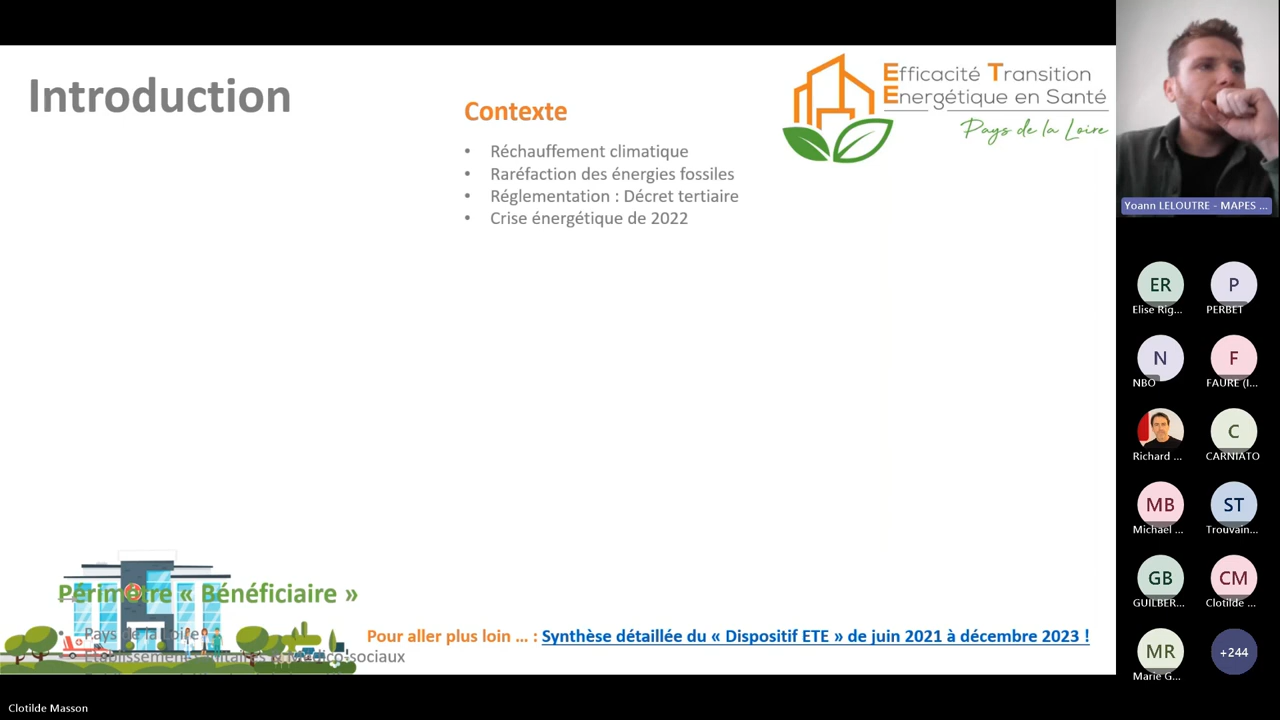 Introduction
Contexte
• Réchauffement climatique
• Raréfaction des énergies fossiles
• Réglementation : Décret tertiaire
• Crise énergétique de 2022
Efficacité Transition
Energétique en Santé
Pays de la Loire
Périmètre « Bénéficiaire »
• Pays de la Loire
• Etablissements sanitaires & Médico-sociaux
Pour aller plus loin ... : Synthèse détaillée du « Dispositif ETE » de juin 2021 à décembre 2023 !
Yoann LELOUTRE - MAPES ...
ER
Elise Rig...
P
PERBET
N
NBO
F
FAURE (I...
Richard ...
C
CARNIATO
MB
Michael ...
ST
Trouvain...
GB
GUILBER...
CM
Clotilde ...
MR
Marie G...
+244
Clotilde Masson